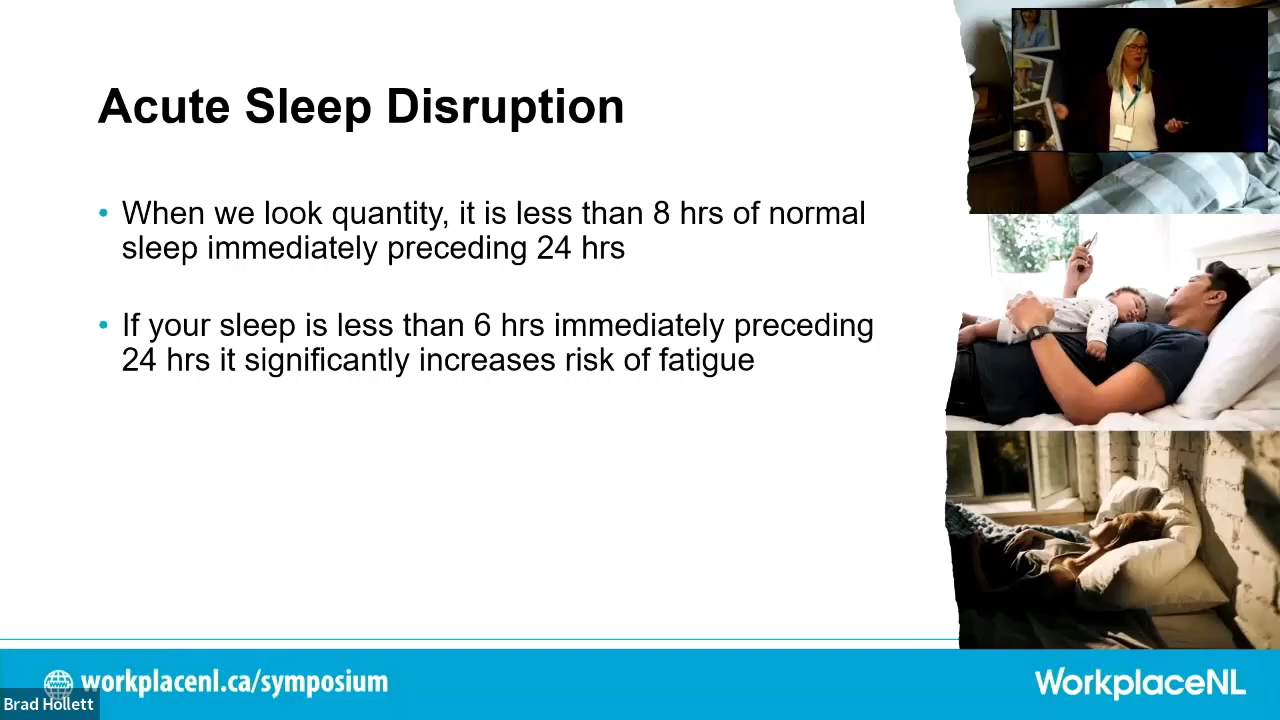 Acute Sleep Disruption
• When we look quantity, it is less than 8 hrs of normal
sleep immediately preceding 24 hrs
• If your sleep is less than 6 hrs immediately preceding
24 hrs it significantly increases risk of fatigue
workplacenl.ca/symposium
WorkplaceNL
Brad Hollett